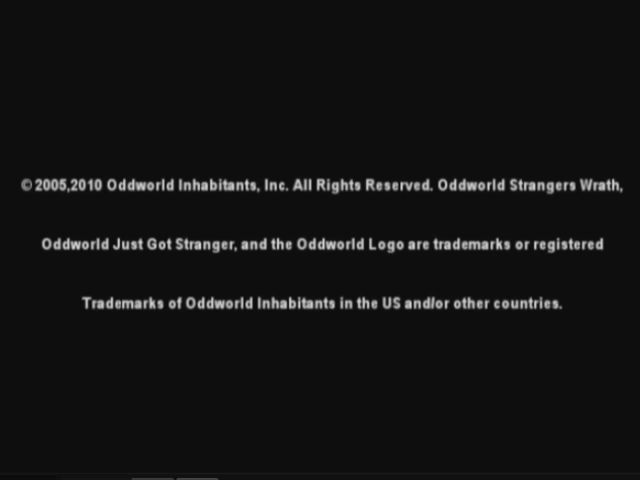 © 2005,2010 Oddworld Inhabitants, Inc. All Rights Reserved. Oddworld Strangers Wrath,
Oddworld Just Got Stranger, and the Oddworld Logo are trademarks or registered
Trademarks of Oddworld Inhabitants in the US and/or other countries.